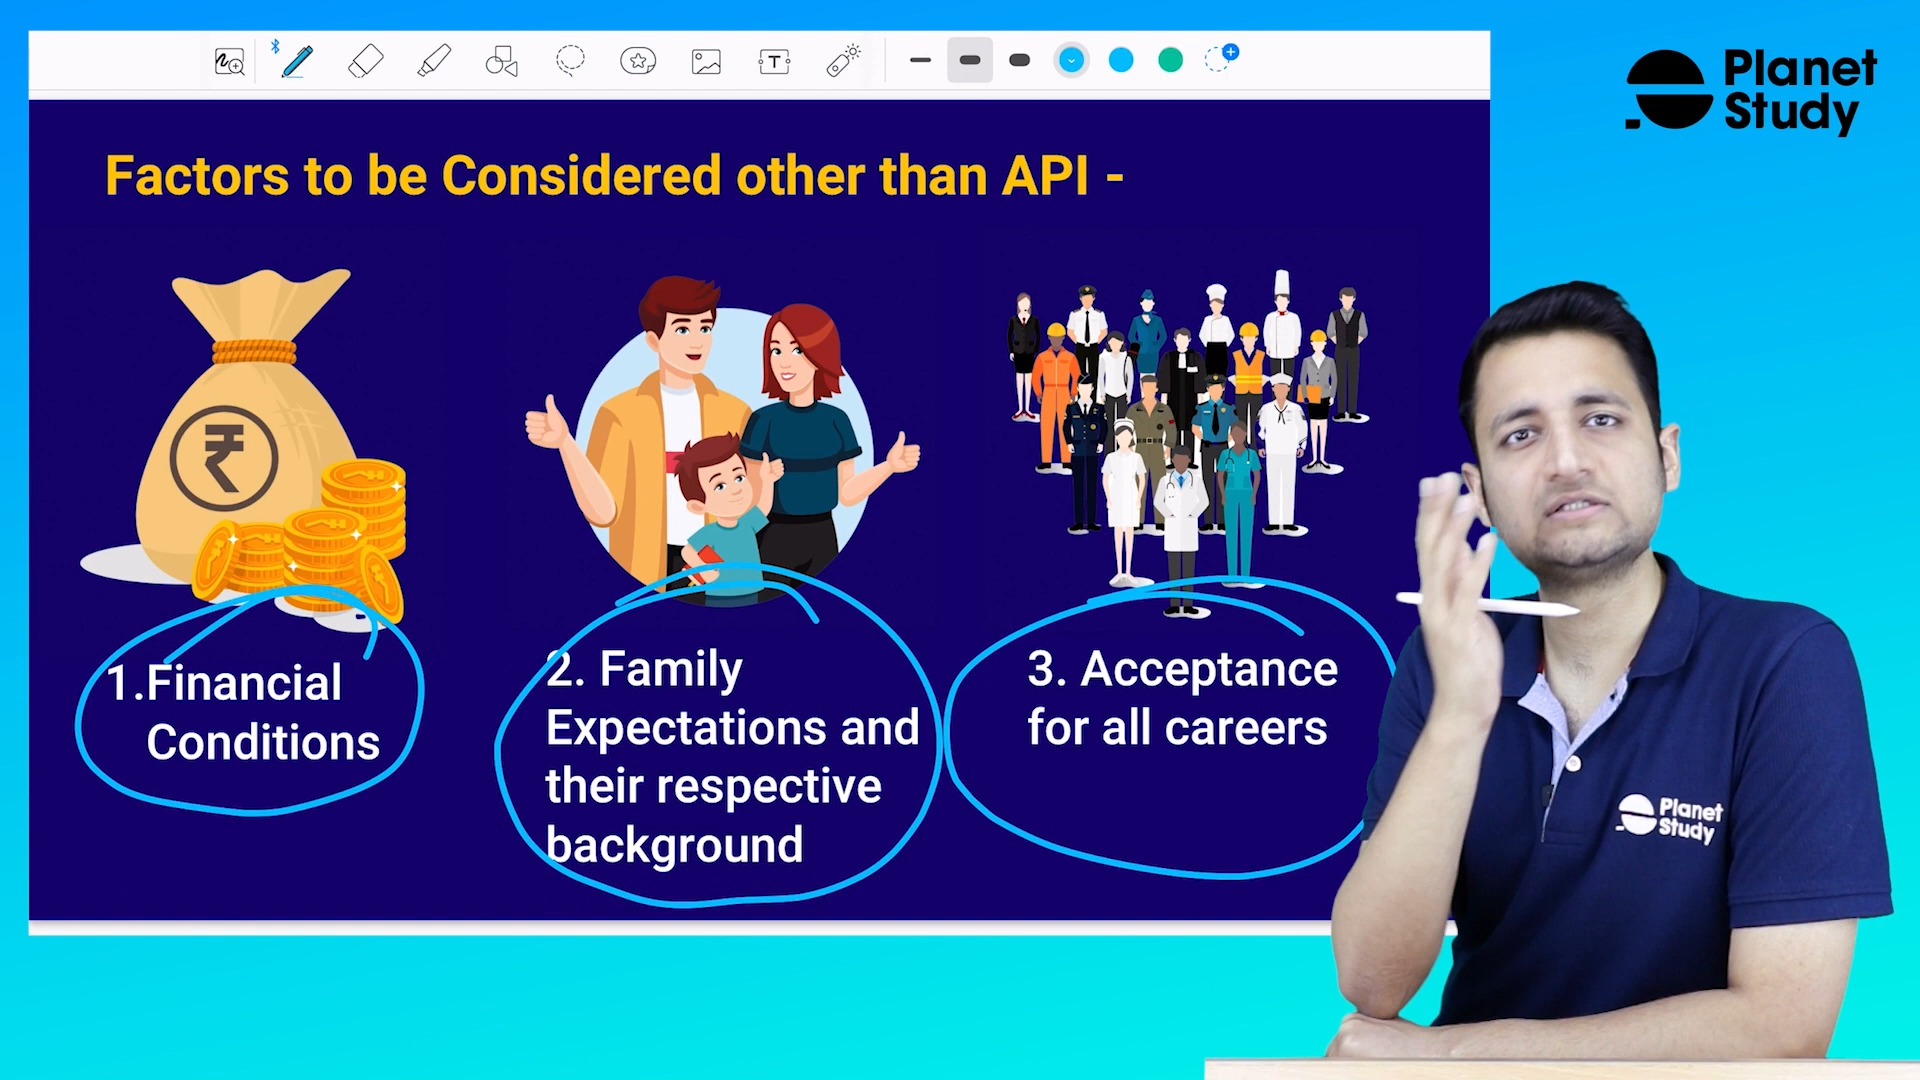 Planet
Study
Factors to be Considered other than API -
₹
1.Financial
Conditions
2. Family
Expectations and
their respective
background
3. Acceptance
for all careers
Planet
Study